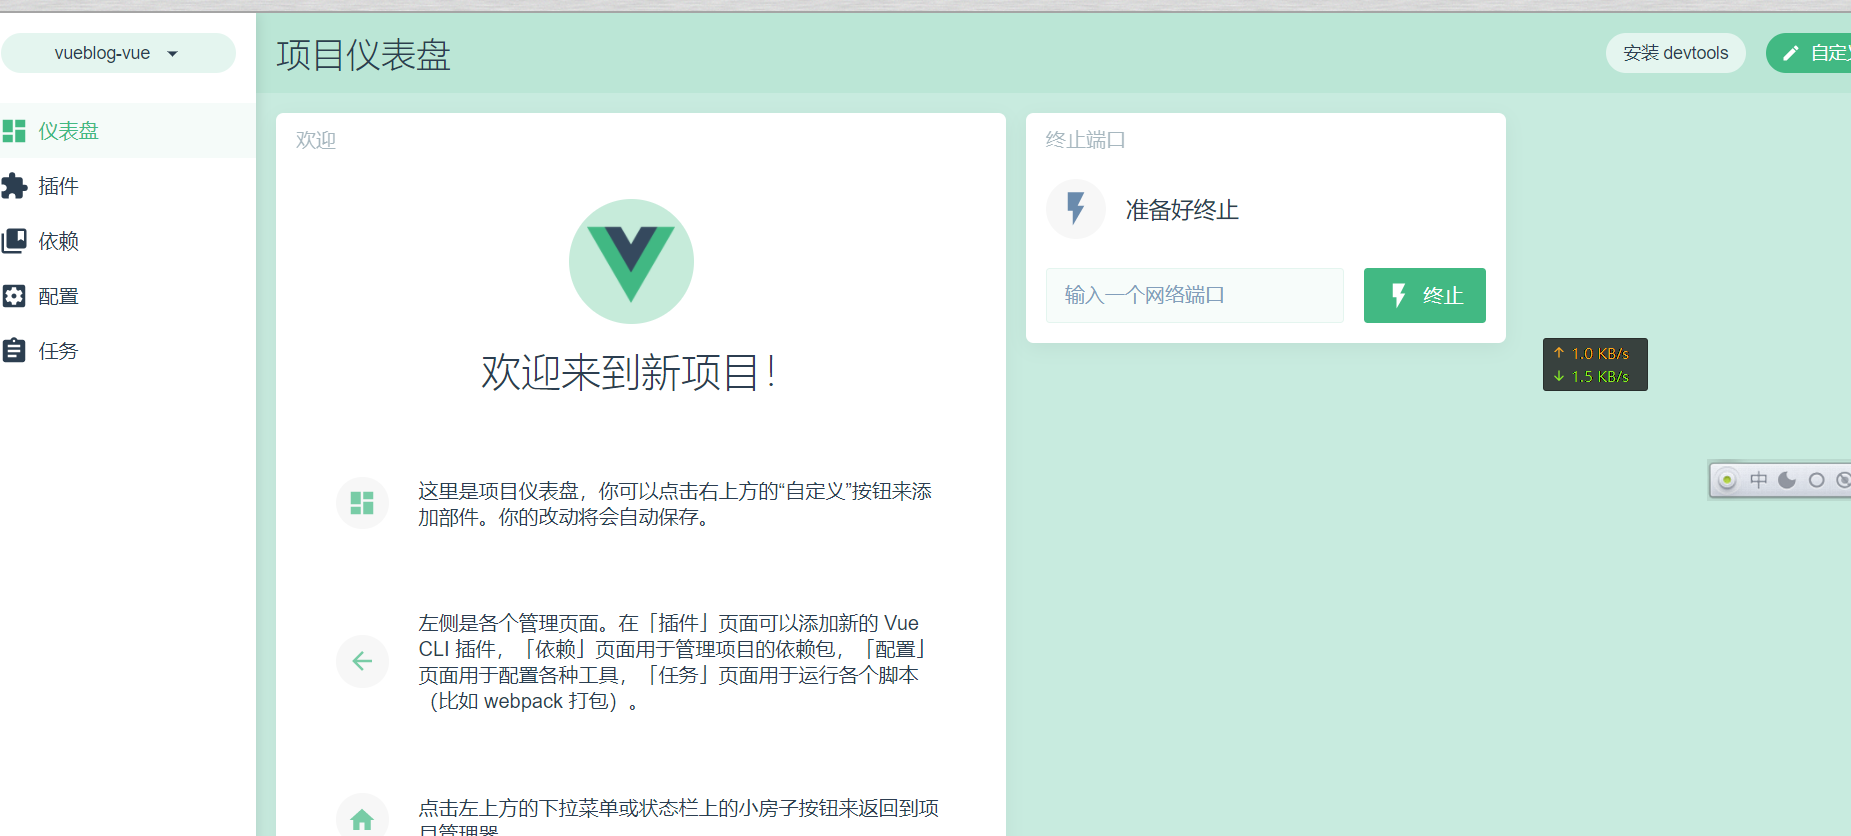 vueblog-vue
项目仪表盘
安装 devtools
自定义
仪表盘
插件
依赖
配置
任务
欢迎
欢迎来到新项目！
这里是项目仪表盘，你可以点击右上方的“自定义”按钮来添
加部件。你的改动将会自动保存。
左侧是各个管理页面。在「插件」页面可以添加新的 Vue
CLI 插件，「依赖」页面用于管理项目的依赖包，「配置」
页面用于配置各种工具，「任务」页面用于运行各个脚本
（比如 webpack 打包）。
点击左上方的下拉菜单或状态栏上的小房子按钮来返回到项
目管理器
终止端口
准备好终止
输入一个网络端口
终止
↑ 1.0 KB/s
↓ 1.5 KB/s
中